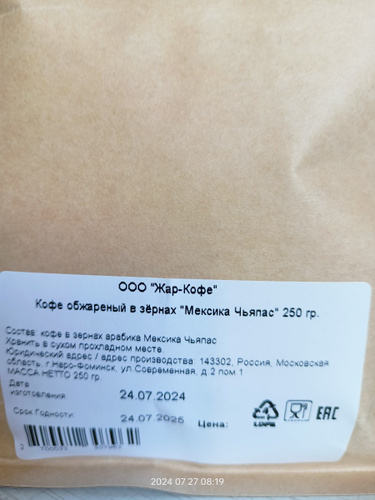 ООО "Жар-Кофе"
Кофе обжареный в зёрнах "Мексика Чьяпас" 250 гр.
Состав: кофе в зернах арабика Мексика Чьяпас
Хранить в сухом прохладном месте.
Юридический адрес / адрес производства: 143302, Россия, Московская
область, г.Наро-Фоминск, ул.Современная, д.2 пом.1
МАССА НЕТТО 250 гр.
Дата
изготовления:
24.07.2024
Срок Годности:
24.07.2025
Цена:
EAC
2024 07 27 08:19